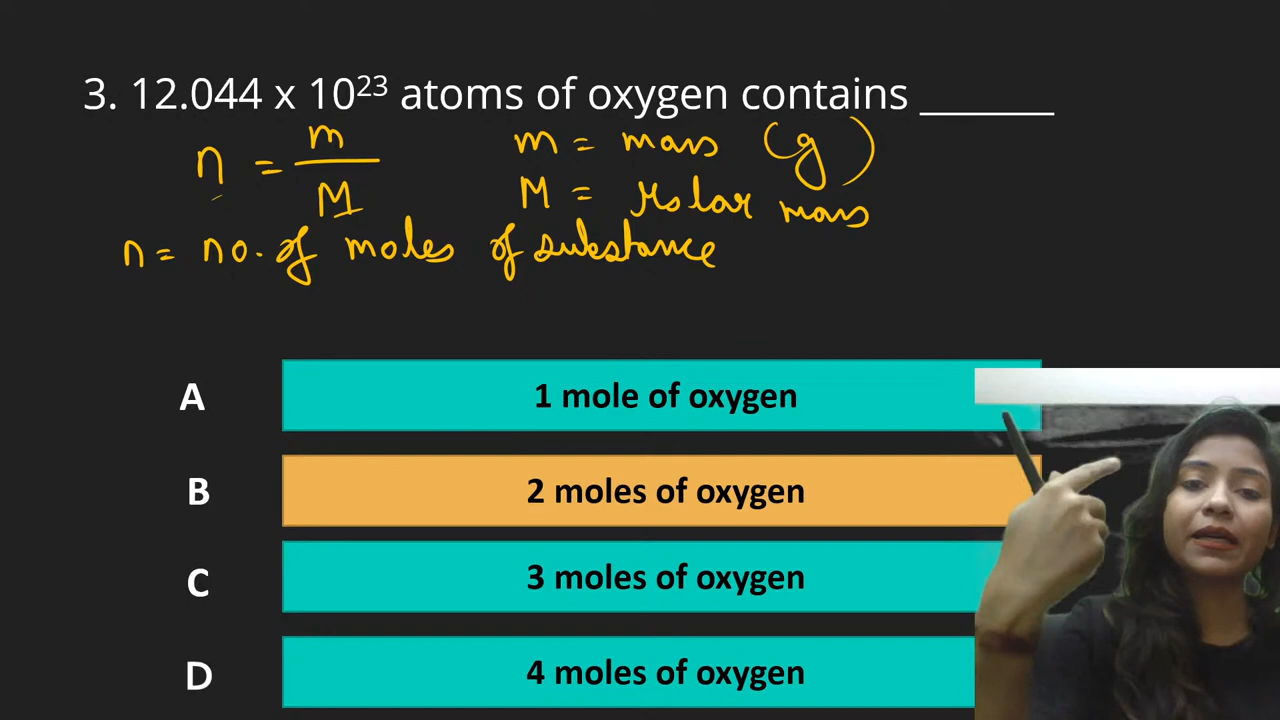 3. 12.044 x 10²³ atoms of oxygen contains ______
n = m / M
m = mass (g)
M = Molar mass
n = no. of moles of substance
A 1 mole of oxygen
B 2 moles of oxygen
C 3 moles of oxygen
D 4 moles of oxygen